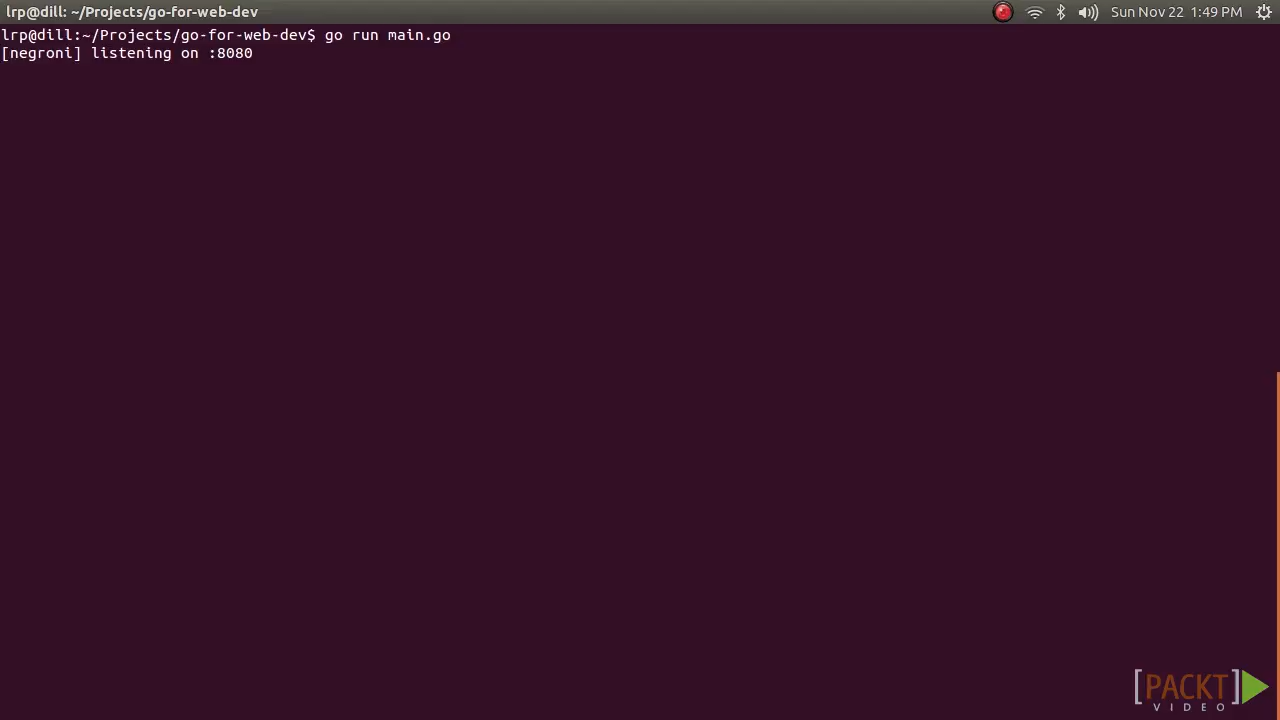 lrp@dill: ~/Projects/go-for-web-dev
Sun Nov 22 1:49 PM
lrp@dill:~/Projects/go-for-web-dev$ go run main.go
[negroni] listening on :8080
[PACKT]
VIDEO